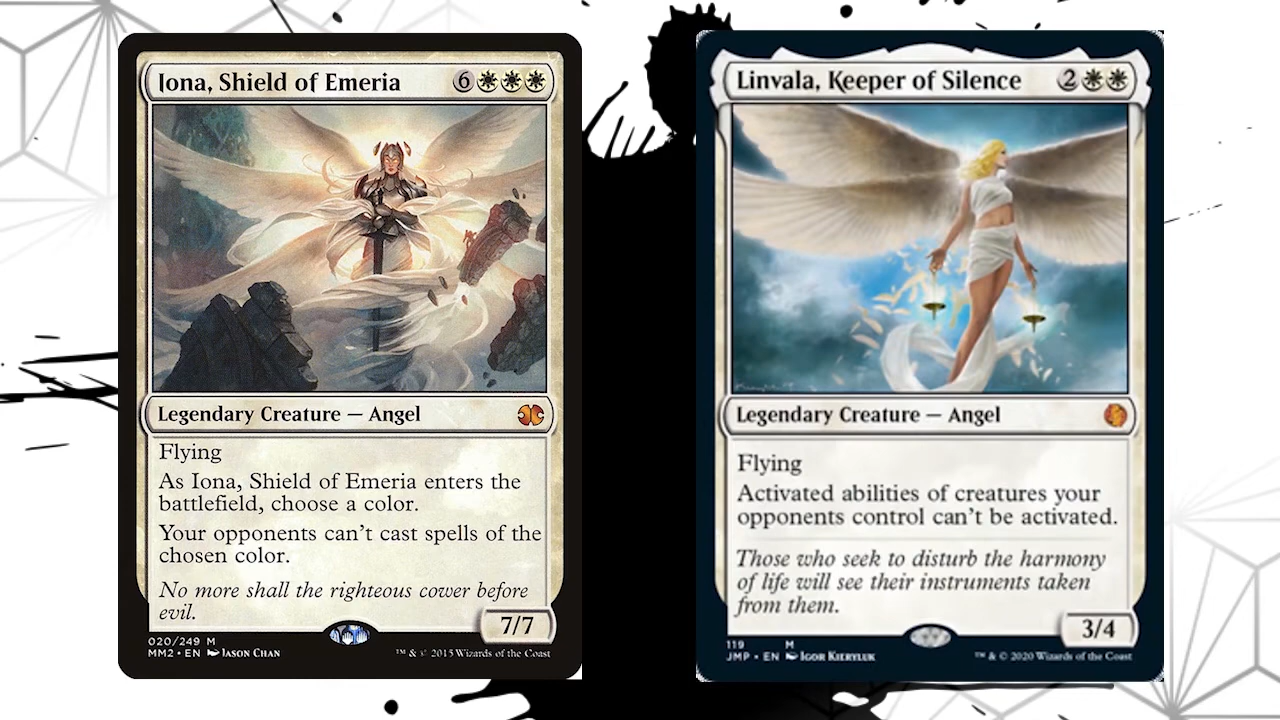 Iona, Shield of Emeria 6
Legendary Creature — Angel
Flying
As Iona, Shield of Emeria enters the
battlefield, choose a color.
Your opponents can't cast spells of the
chosen color.
No more shall the righteous cower before
evil.
7/7
020/249 M
MM2 • EN JASON CHAN
™ & © 2015 Wizards of the Coast
Linvala, Keeper of Silence 2
Legendary Creature — Angel
Flying
Activated abilities of creatures your
opponents control can't be activated.
Those who seek to disturb the harmony
of life will see their instruments taken
from them.
3/4
119 M
JMP • EN IGOR KIERYLUK
™ & © 2020 Wizards of the Coast